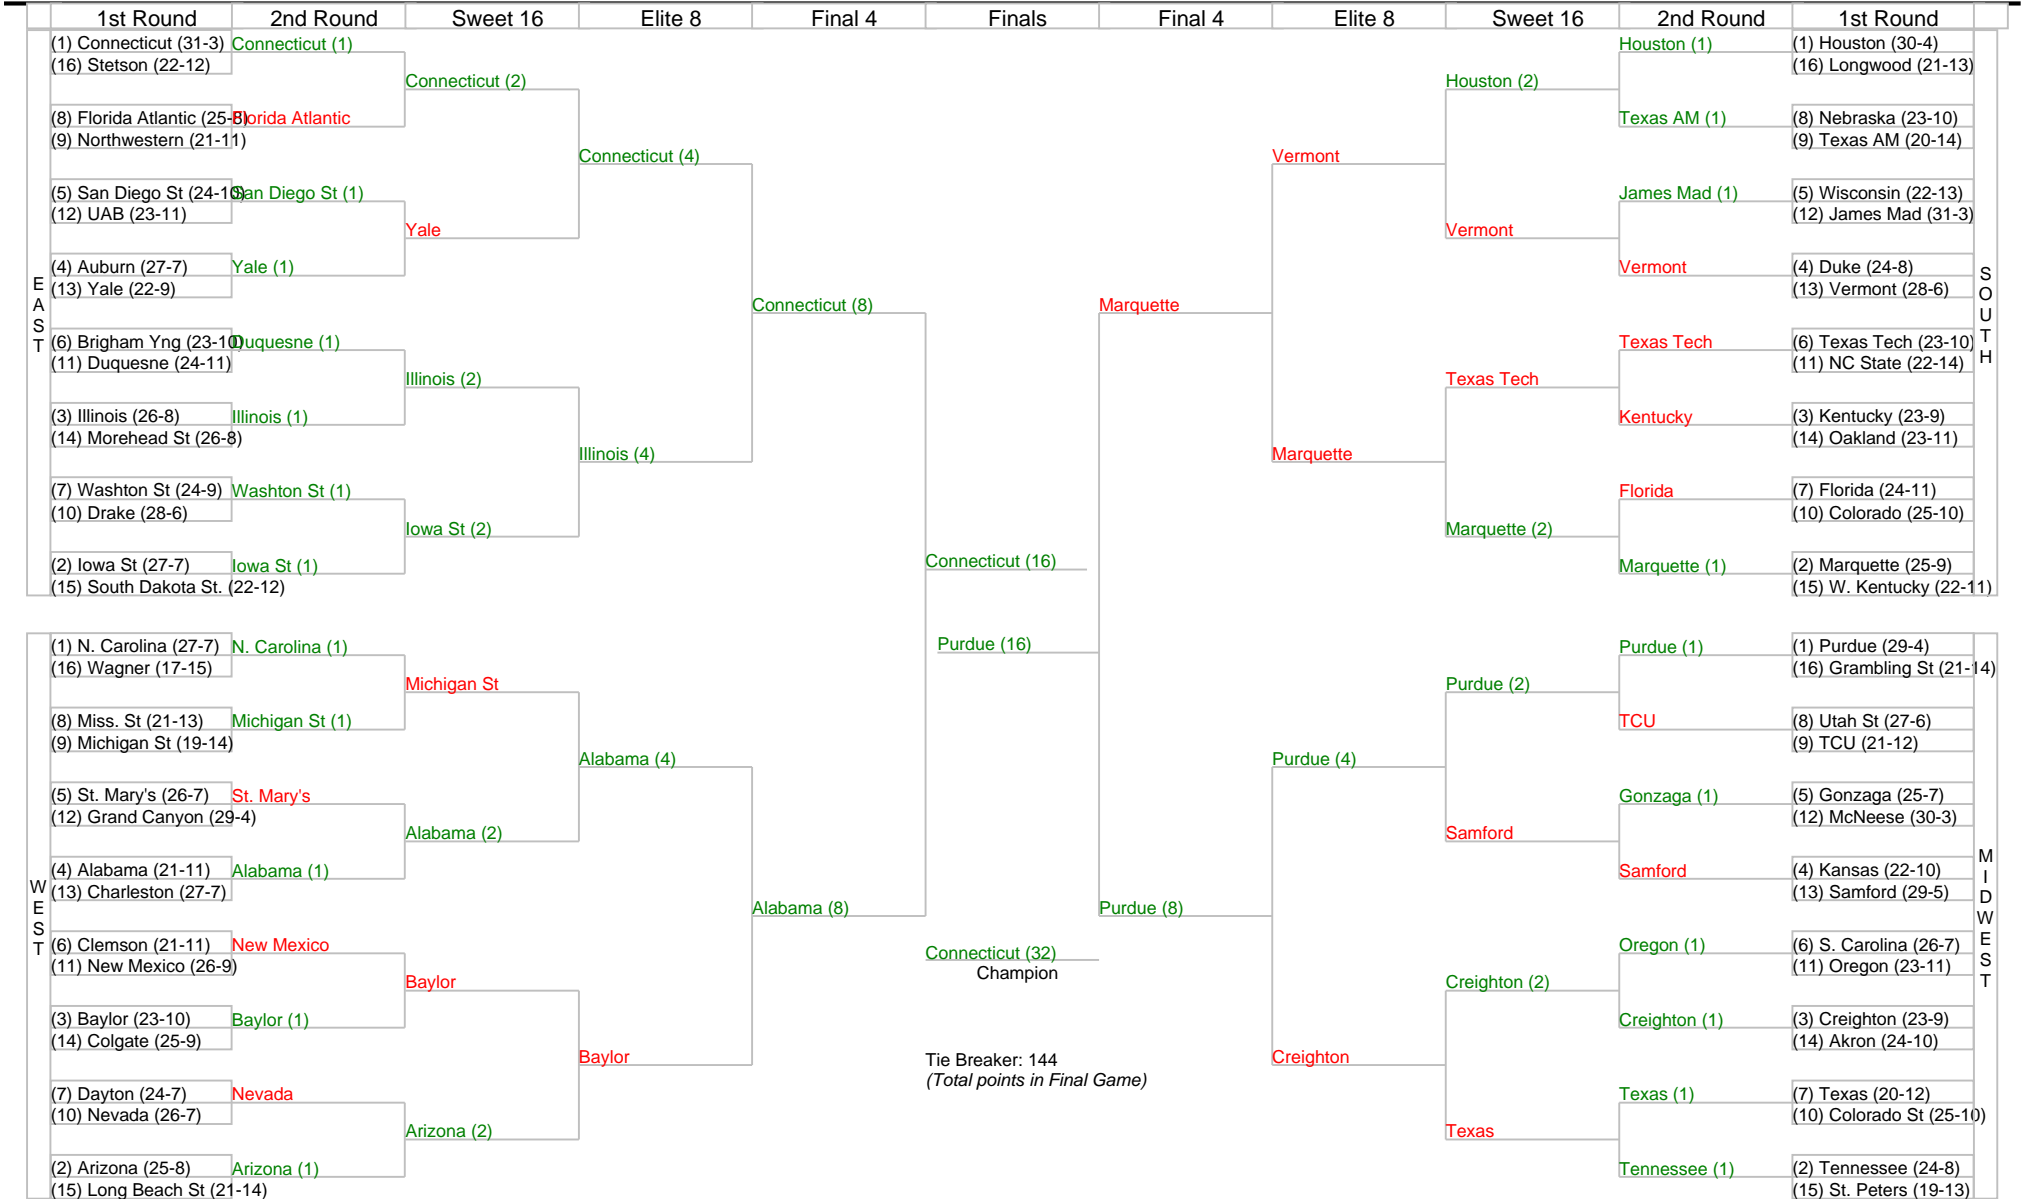 1st Round 2nd Round Sweet 16 Elite 8 Final 4 Finals Final 4 Elite 8 Sweet 16 2nd Round 1st Round
EAST
(1) Connecticut (31-3)
(16) Stetson (22-12)
(8) Florida Atlantic (25-8)
(9) Northwestern (21-11)
(5) San Diego St (24-10)
(12) UAB (23-11)
(4) Auburn (27-7)
(13) Yale (22-9)
(6) Brigham Yng (23-10)
(11) Duquesne (24-11)
(3) Illinois (26-8)
(14) Morehead St (26-8)
(7) Washton St (24-9)
(10) Drake (28-6)
(2) Iowa St (27-7)
(15) South Dakota St. (22-12)
Connecticut (1)
Florida Atlantic
San Diego St (1)
Yale (1)
Duquesne (1)
Illinois (1)
Washton St (1)
Iowa St (1)
Connecticut (2)
Yale
Illinois (2)
Iowa St (2)
Connecticut (4)
Illinois (4)
Connecticut (8)
WEST
(1) N. Carolina (27-7)
(16) Wagner (17-15)
(8) Miss. St (21-13)
(9) Michigan St (19-14)
(5) St. Mary's (26-7)
(12) Grand Canyon (29-4)
(4) Alabama (21-11)
(13) Charleston (27-7)
(6) Clemson (21-11)
(11) New Mexico (26-9)
(3) Baylor (23-10)
(14) Colgate (25-9)
(7) Dayton (24-7)
(10) Nevada (26-7)
(2) Arizona (25-8)
(15) Long Beach St (21-14)
N. Carolina (1)
Michigan St (1)
St. Mary's
Alabama (1)
New Mexico
Baylor (1)
Nevada
Arizona (1)
Michigan St
Alabama (2)
Baylor
Arizona (2)
Alabama (4)
Baylor
Alabama (8)
Connecticut (16)
Purdue (16)
Connecticut (32)
Champion
Tie Breaker: 144
(Total points in Final Game)
Marquette
Vermont
Marquette
Houston (2)
Vermont
Texas Tech
Marquette (2)
Houston (1)
Texas AM (1)
James Mad (1)
Vermont
Texas Tech
Kentucky
Florida
Marquette (1)
(1) Houston (30-4)
(16) Longwood (21-13)
(8) Nebraska (23-10)
(9) Texas AM (20-14)
(5) Wisconsin (22-13)
(12) James Mad (31-3)
(4) Duke (24-8)
(13) Vermont (28-6)
(6) Texas Tech (23-10)
(11) NC State (22-14)
(3) Kentucky (23-9)
(14) Oakland (23-11)
(7) Florida (24-11)
(10) Colorado (25-10)
(2) Marquette (25-9)
(15) W. Kentucky (22-11)
SOUTH
Purdue (8)
Purdue (4)
Creighton
Purdue (2)
Samford
Creighton (2)
Texas
Purdue (1)
TCU
Gonzaga (1)
Samford
Oregon (1)
Creighton (1)
Texas (1)
Tennessee (1)
(1) Purdue (29-4)
(16) Grambling St (21-14)
(8) Utah St (27-6)
(9) TCU (21-12)
(5) Gonzaga (25-7)
(12) McNeese (30-3)
(4) Kansas (22-10)
(13) Samford (29-5)
(6) S. Carolina (26-7)
(11) Oregon (23-11)
(3) Creighton (23-9)
(14) Akron (24-10)
(7) Texas (20-12)
(10) Colorado St (25-10)
(2) Tennessee (24-8)
(15) St. Peters (19-13)
MIDWEST